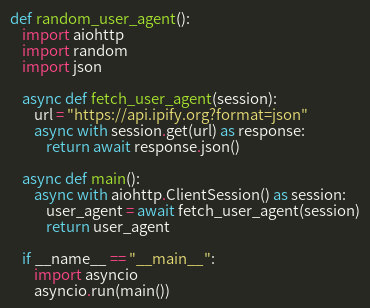 def random_user_agent():
    import aiohttp
    import random
    import json

    async def fetch_user_agent(session):
        url = "https://api.ipify.org?format=json"
        async with session.get(url) as response:
            return await response.json()

    async def main():
        async with aiohttp.ClientSession() as session:
            user_agent = await fetch_user_agent(session)
            return user_agent

    if __name__ == "__main__":
        import asyncio
        asyncio.run(main())